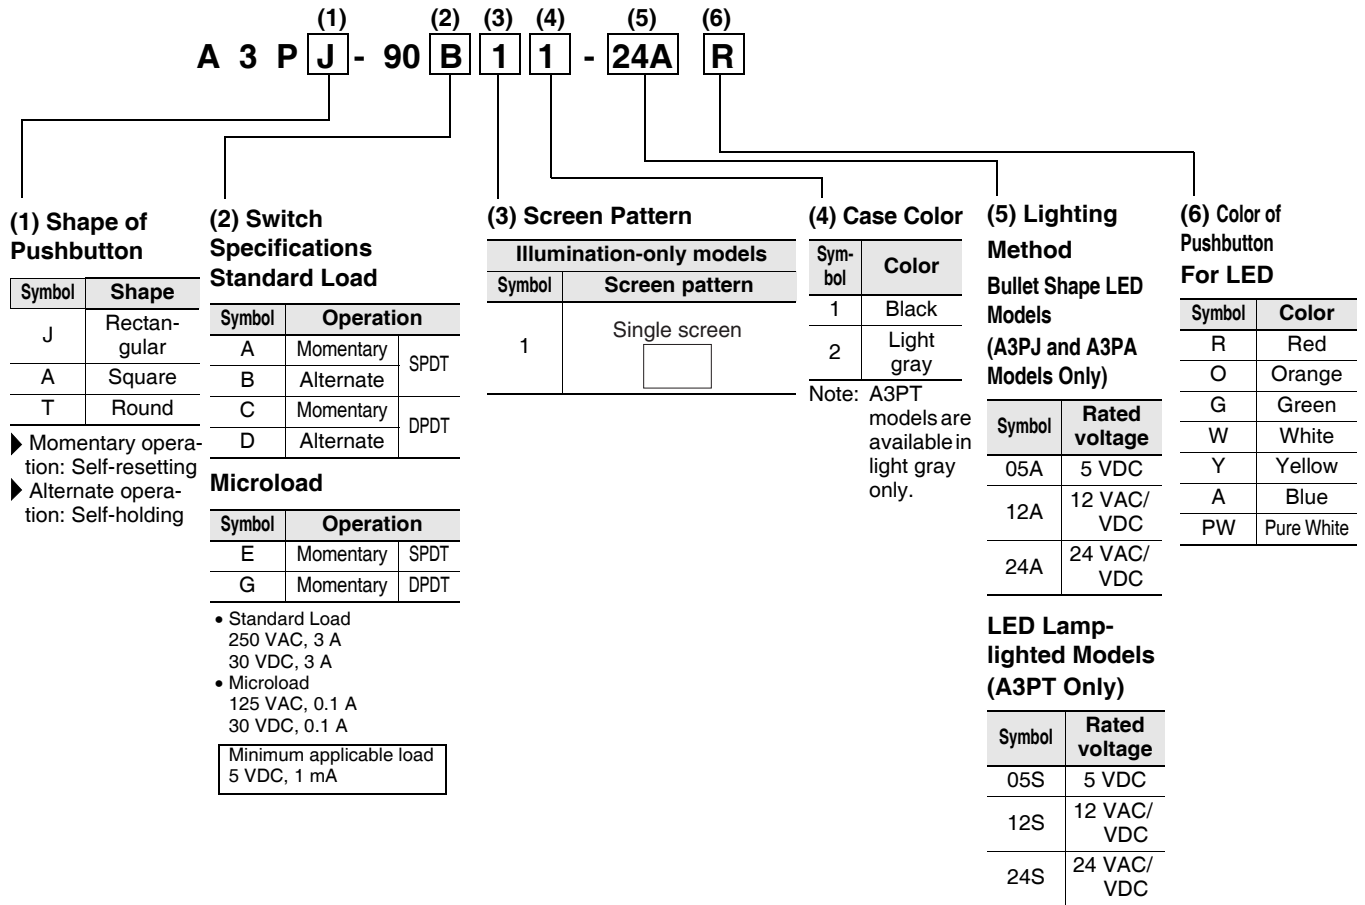 (1) (2) (3) (4) (5) (6)
A 3 P J - 90 B 1 1 - 24A R
(1) Shape of
Pushbutton
Symbol Shape
J Rectan-
gular
A Square
T Round
Momentary opera-
tion: Self-resetting
Alternate opera-
tion: Self-holding
(2) Switch
Specifications
Standard Load
Symbol Operation
A Momentary SPDT
B Alternate
C Momentary DPDT
D Alternate
Microload
Symbol Operation
E Momentary SPDT
G Momentary DPDT
• Standard Load
250 VAC, 3 A
30 VDC, 3 A
• Microload
125 VAC, 0.1 A
30 VDC, 0.1 A
Minimum applicable load
5 VDC, 1 mA
(3) Screen Pattern
Illumination-only models
Symbol Screen pattern
1 Single screen
(4) Case Color
Sym-
bol Color
1 Black
2 Light
gray
Note: A3PT
models are
available in
light gray
only.
(5) Lighting
Method
Bullet Shape LED
Models
(A3PJ and A3PA
Models Only)
Symbol Rated
voltage
05A 5 VDC
12A 12 VAC/
VDC
24A 24 VAC/
VDC
LED Lamp-
lighted Models
(A3PT Only)
Symbol Rated
voltage
05S 5 VDC
12S 12 VAC/
VDC
24S 24 VAC/
VDC
(6) Color of
Pushbutton
For LED
Symbol Color
R Red
O Orange
G Green
W White
Y Yellow
A Blue
PW Pure White